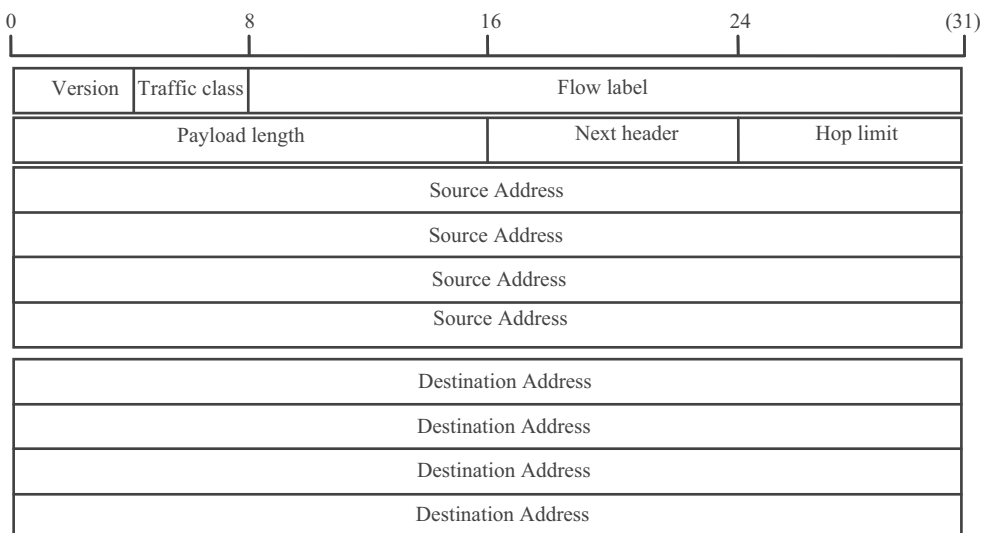 0 8 16 24 (31)
Version Traffic class Flow label
Payload length Next header Hop limit
Source Address
Source Address
Source Address
Source Address
Destination Address
Destination Address
Destination Address
Destination Address